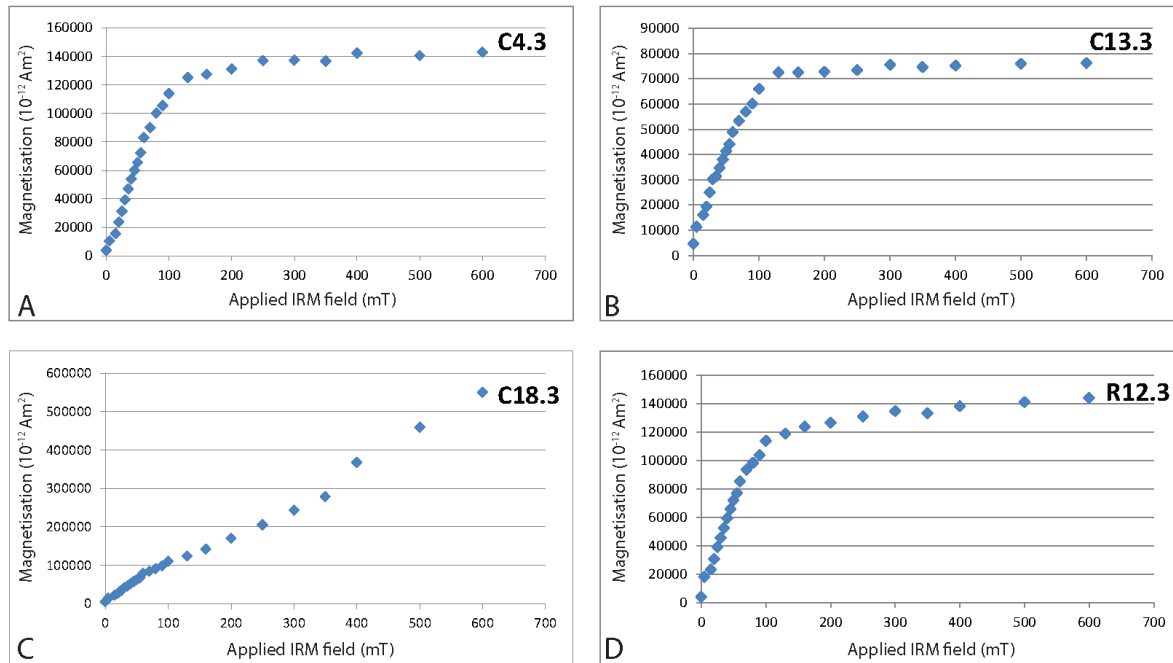 C4.3
160000
140000
120000
100000
80000
60000
40000
20000
0
0 100 200 300 400 500 600 700
Magnetisation (10⁻¹² Am²)
Applied IRM field (mT)
A
C13.3
90000
80000
70000
60000
50000
40000
30000
20000
10000
0
0 100 200 300 400 500 600 700
Magnetisation (10⁻¹² Am²)
Applied IRM field (mT)
B
C18.3
600000
500000
400000
300000
200000
100000
0
0 100 200 300 400 500 600 700
Magnetisation (10⁻¹² Am²)
Applied IRM field (mT)
C
R12.3
160000
140000
120000
100000
80000
60000
40000
20000
0
0 100 200 300 400 500 600 700
Magnetisation (10⁻¹² Am²)
Applied IRM field (mT)
D